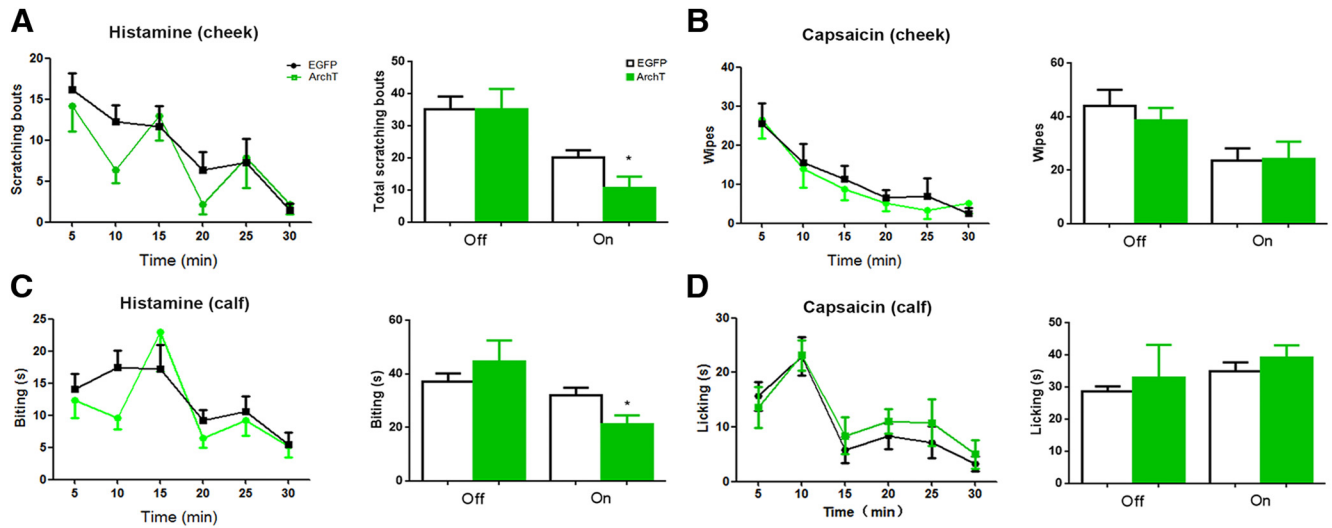 A
Histamine (cheek)
EGFP
ArchT
Scratching bouts
20
15
10
5
0
5 10 15 20 25 30
Time (min)
EGFP
ArchT
Total scratching bouts
50
40
30
20
10
0
*
Off On
B
Capsaicin (cheek)
Wipes
40
30
20
10
0
5 10 15 20 25 30
Time (min)
Wipes
60
40
20
0
Off On
C
Histamine (calf)
Bitting (s)
25
20
15
10
5
0
5 10 15 20 25 30
Time (min)
Bitting (s)
60
40
20
0
*
Off On
D
Capsaicin (calf)
Licking (s)
30
20
10
0
5 10 15 20 25 30
Time (min)
Licking (s)
50
40
30
20
10
0
Off On